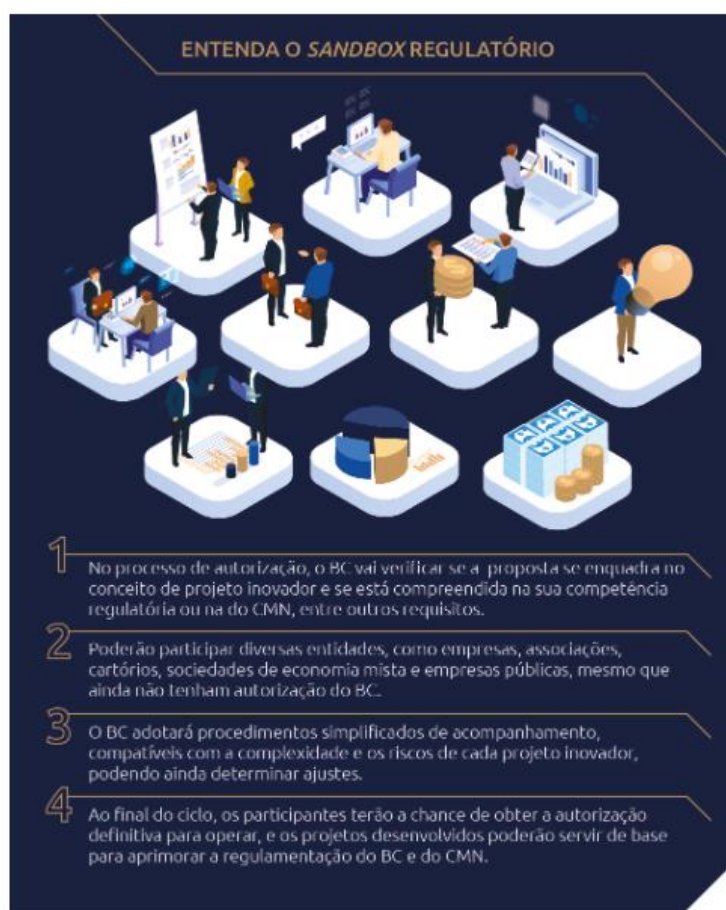 ENTENDA O SANDBOX REGULATÓRIO
1
No processo de autorização, o BC vai verificar se a proposta se enquadra no
conceito de projeto inovador e se está compreendida na sua competência
regulatória ou na do CMN, entre outros requisitos.
2
Poderão participar diversas entidades, como empresas, associações,
cartórios, sociedades de economia mista e empresas públicas, mesmo que
ainda não tenham autorização do BC.
3
O BC adotará procedimentos simplificados de acompanhamento,
compatíveis com a complexidade e os riscos de cada projeto inovador,
podendo ainda determinar ajustes.
4
Ao final do ciclo, os participantes terão a chance de obter a autorização
definitiva para operar, e os projetos desenvolvidos poderão servir de base
para aprimorar a regulamentação do BC e do CMN.